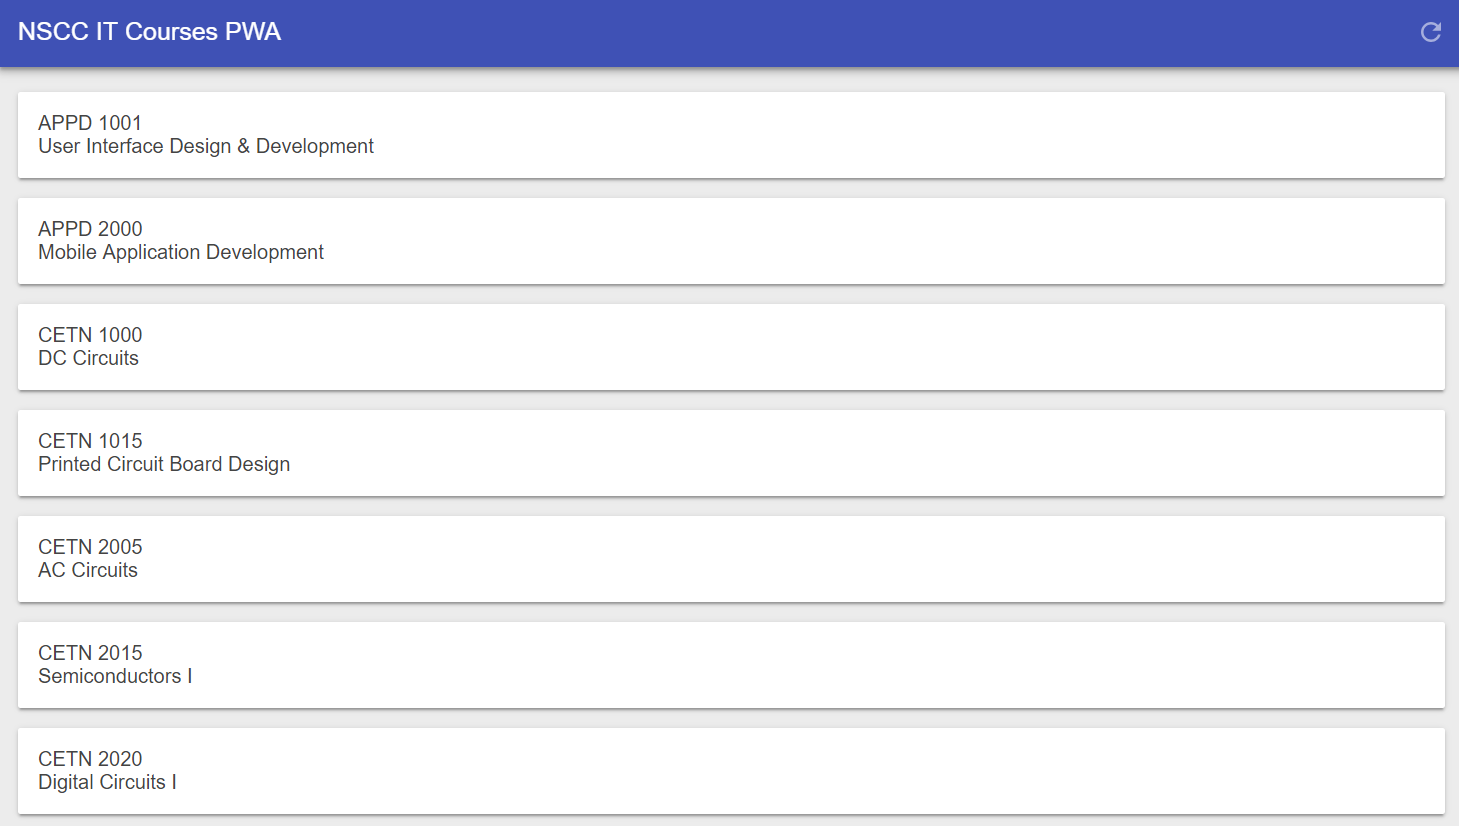 NSCC IT Courses PWA
APPD 1001
User Interface Design & Development
APPD 2000
Mobile Application Development
CETN 1000
DC Circuits
CETN 1015
Printed Circuit Board Design
CETN 2005
AC Circuits
CETN 2015
Semiconductors I
CETN 2020
Digital Circuits I